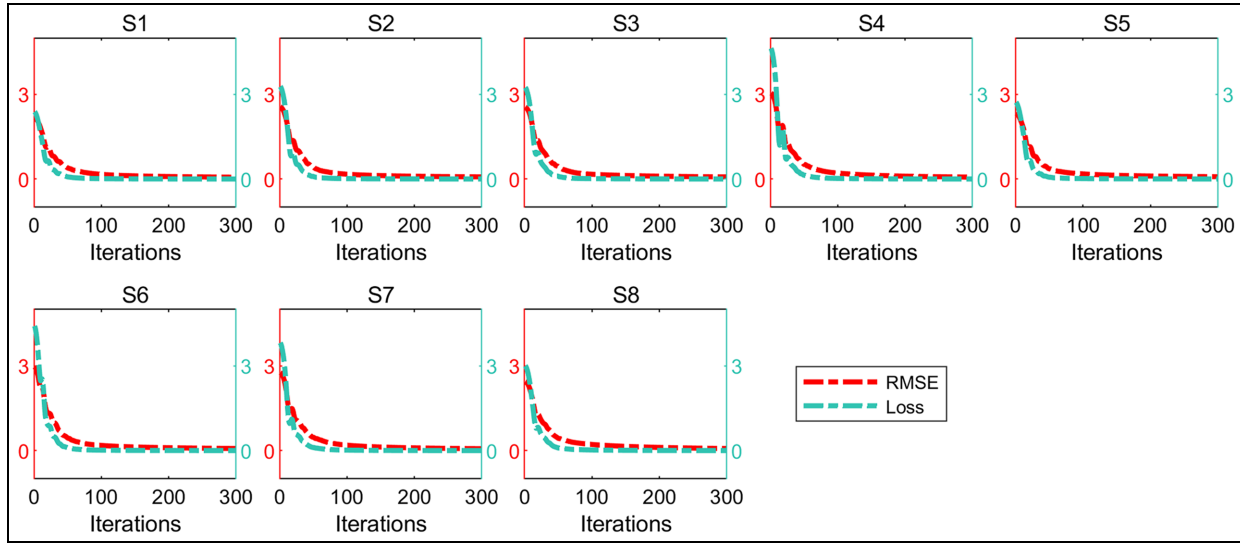 S1 S2 S3 S4 S5
3 3 3 3 3 3 3 3 3 3
0 0 0 0 0 0 0 0 0 0
0 100 200 300 0 100 200 300 0 100 200 300 0 100 200 300 0 100 200 300
Iterations Iterations Iterations Iterations Iterations
S6 S7 S8
3 3 3 3 3 3
RMSE
Loss
0 0 0 0 0 0
0 100 200 300 0 100 200 300 0 100 200 300
Iterations Iterations Iterations